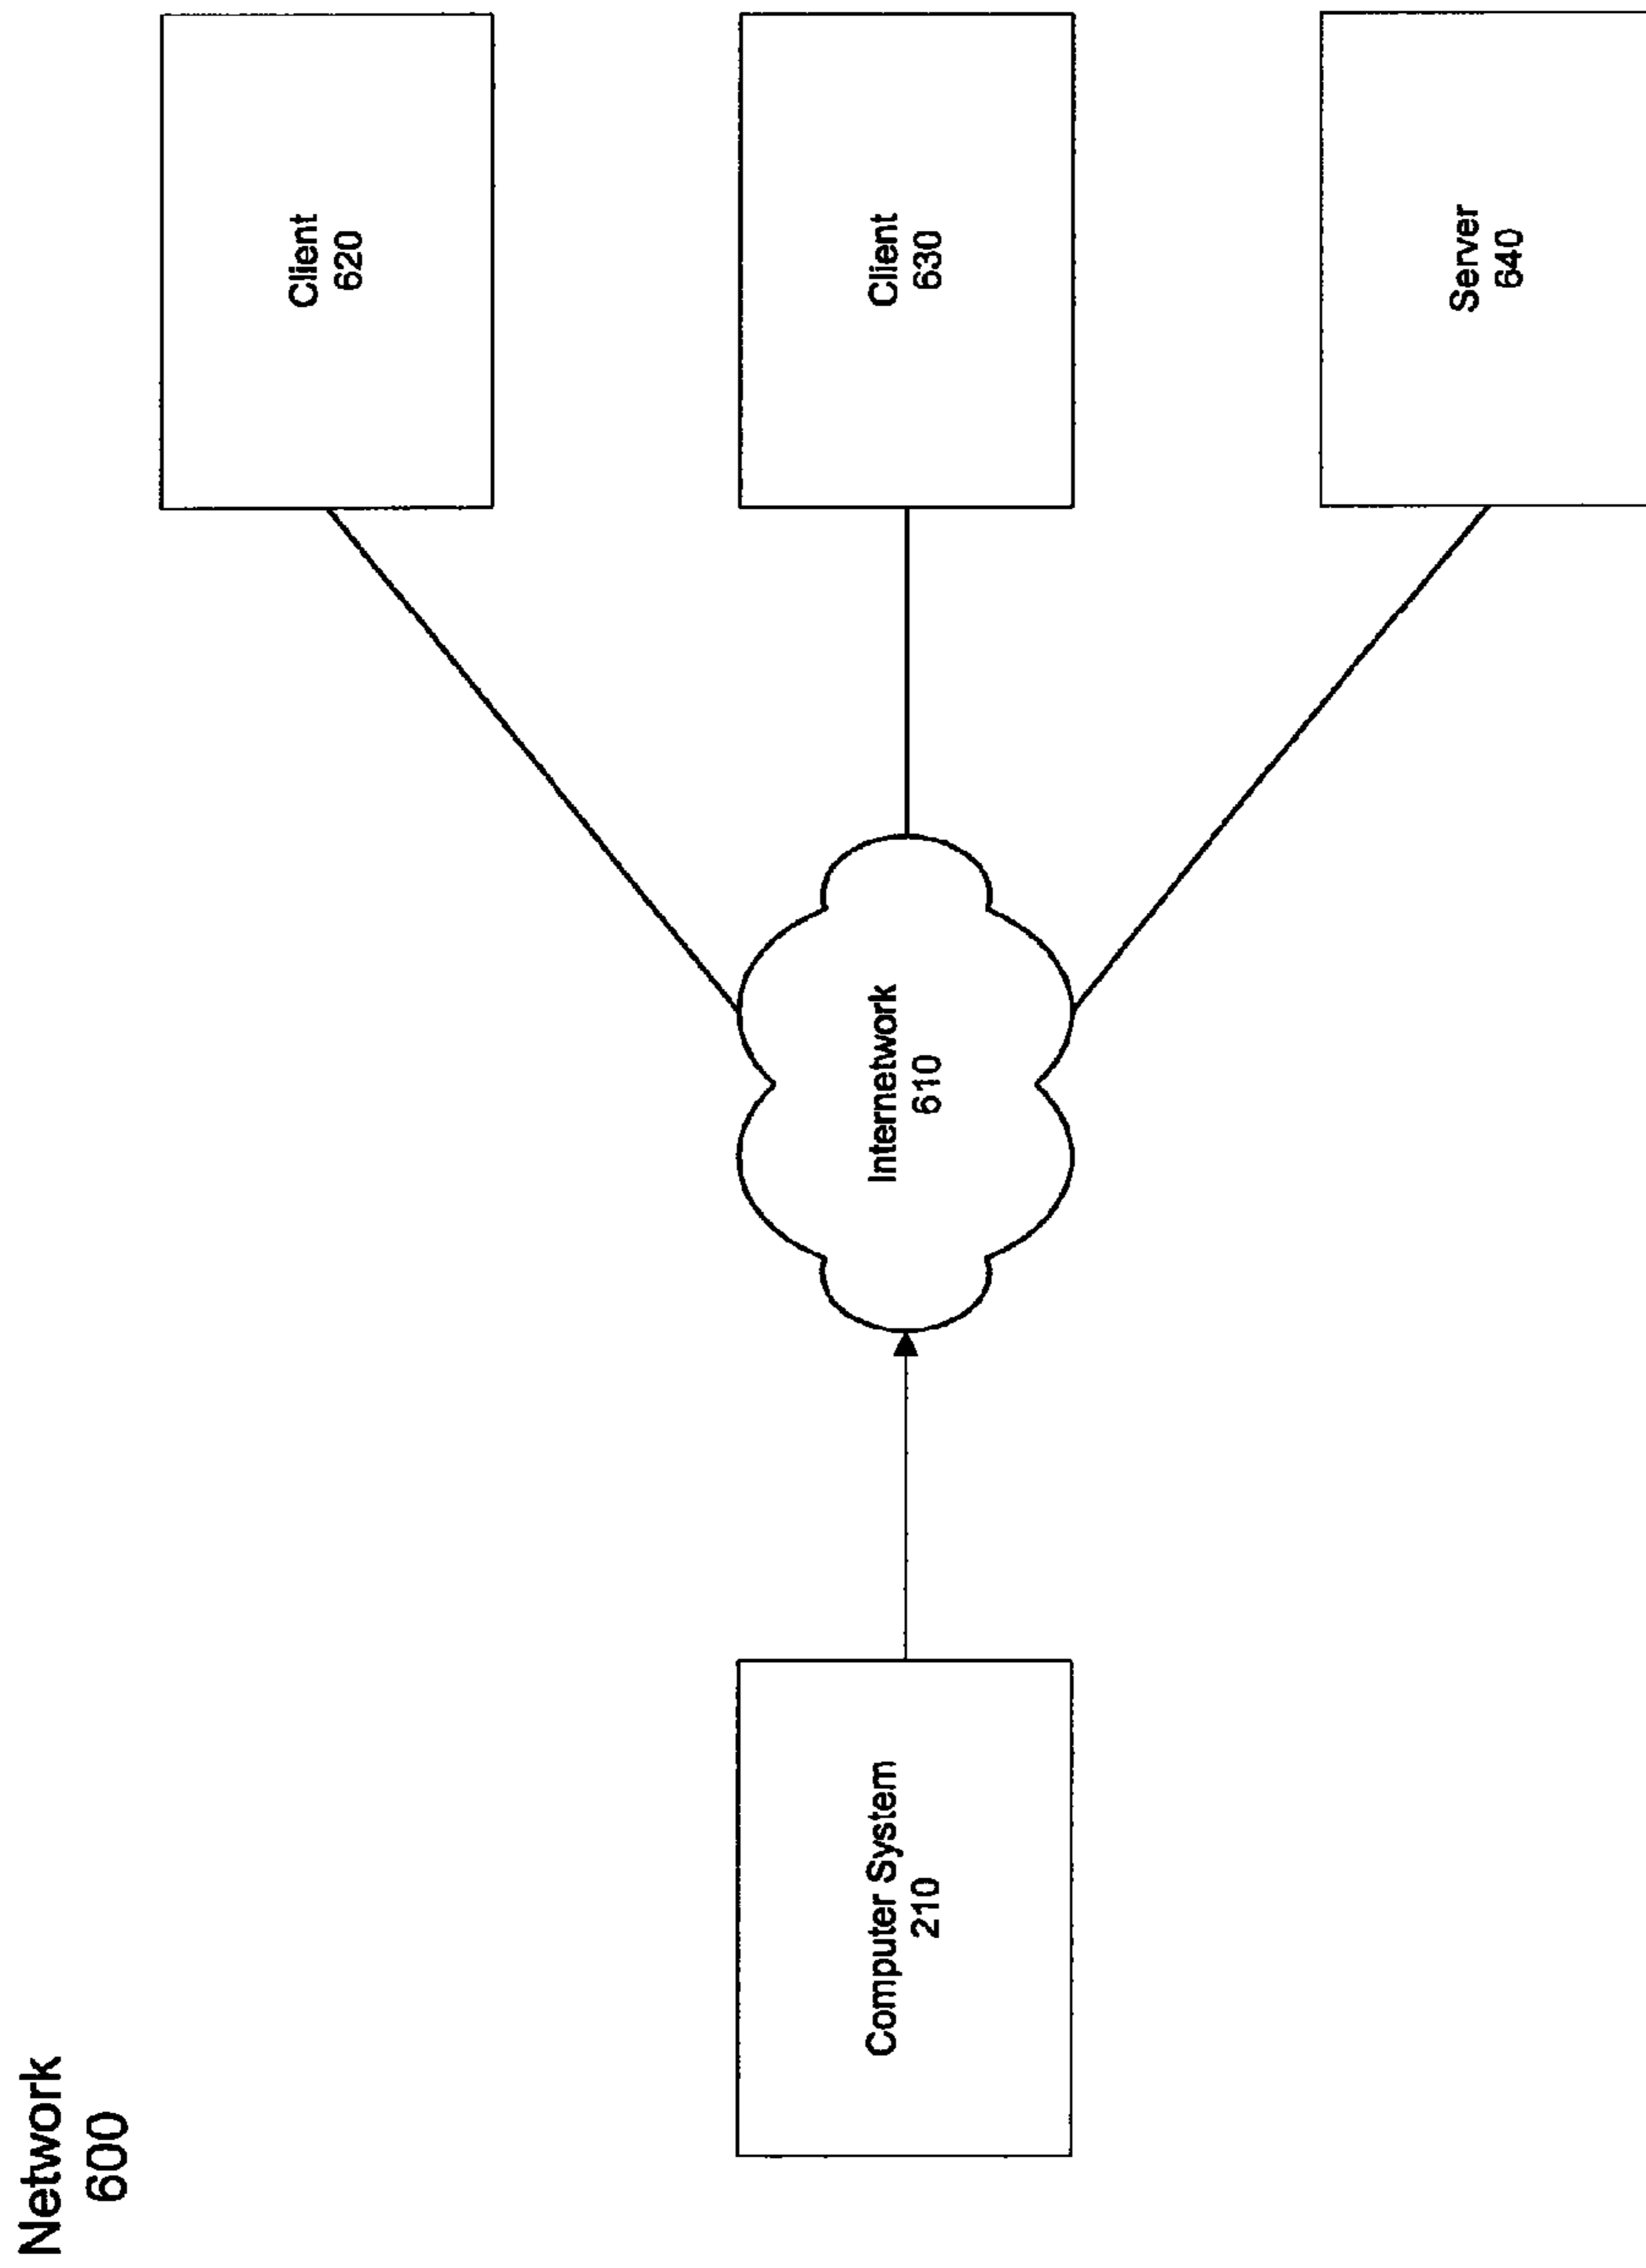 Network
600
Computer System
210
Internetwork
610
Client
620
Client
630
Server
640